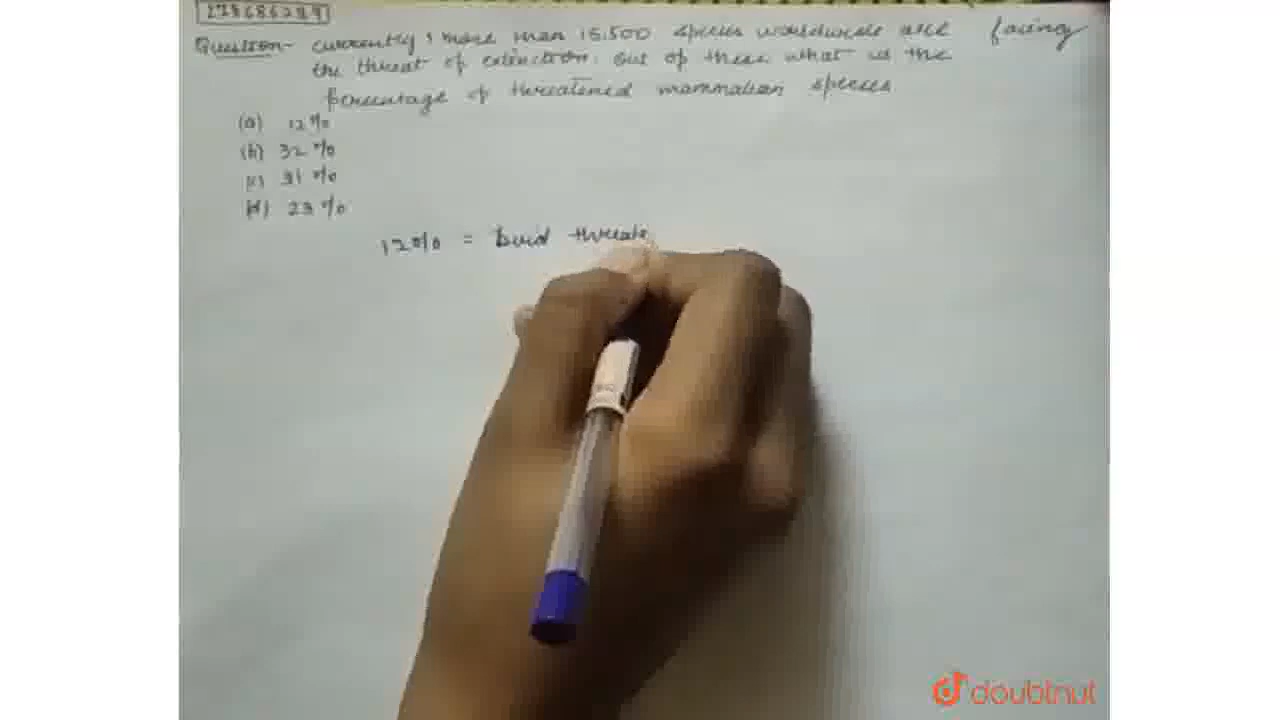 Question- currently, more than 15,500 species worldwide are facing
the threat of extinction. Out of these what is the
percentage of threatened mammalian species
(a) 12%
(b) 32%
(c) 31%
(d) 23%
12% = bird threate
doubtnut